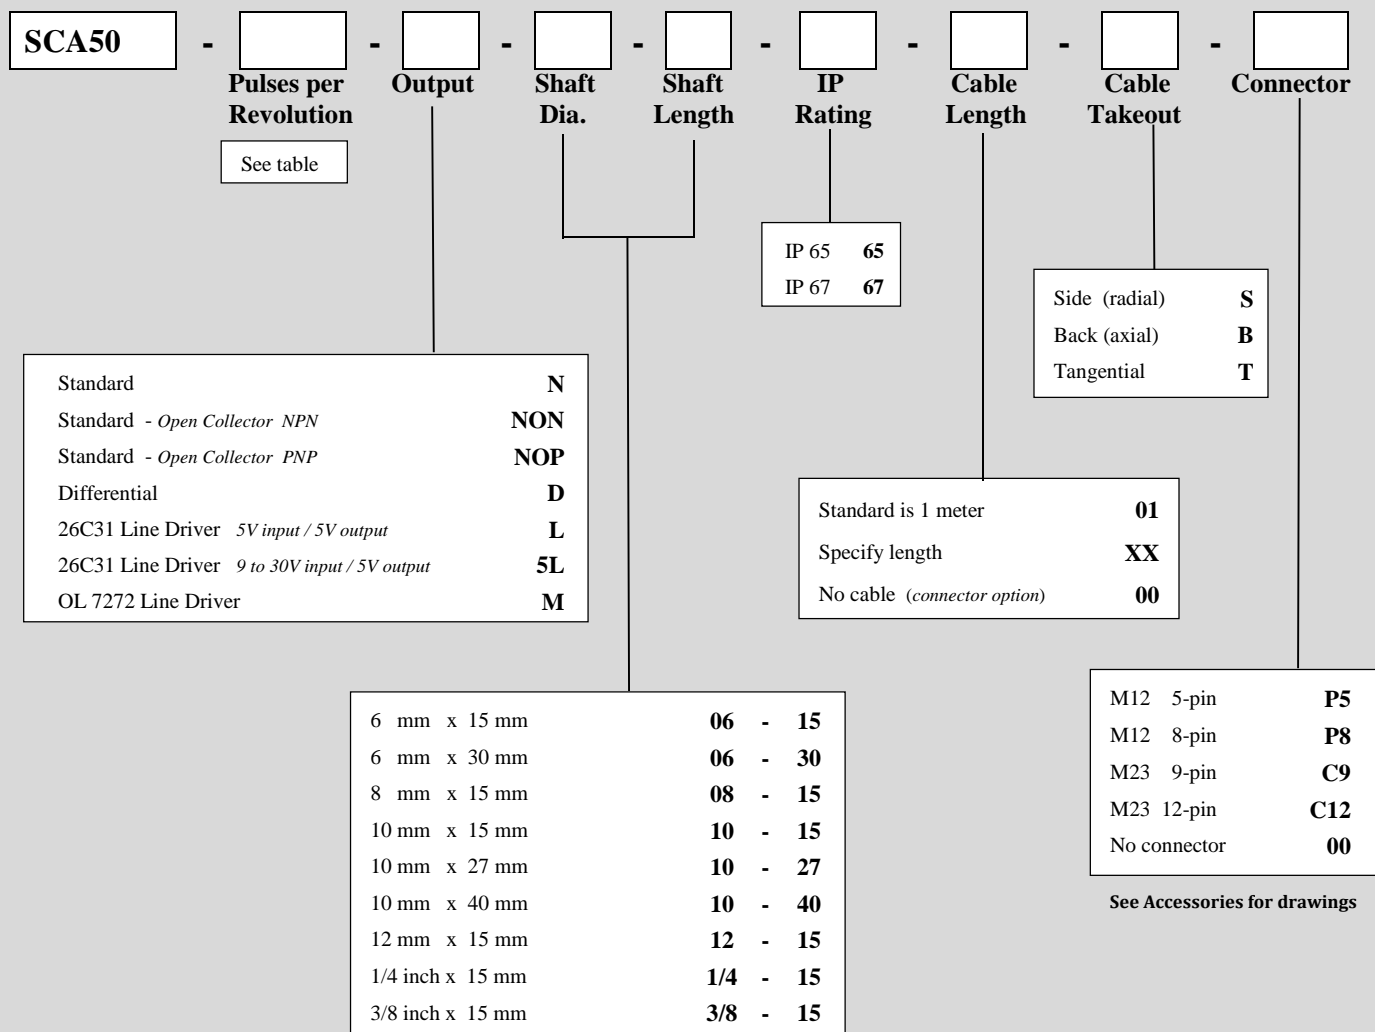 SCA50 - - - - - - - -
Pulses per Revolution
Output
Shaft Dia.
Shaft Length
IP Rating
Cable Length
Cable Takeout
Connector
See table
IP 65 65
IP 67 67
Side (radial) S
Back (axial) B
Tangential T
Standard N
Standard - Open Collector NPN NON
Standard - Open Collector PNP NOP
Differential D
26C31 Line Driver 5V input / 5V output L
26C31 Line Driver 9 to 30V input / 5V output 5L
OL 7272 Line Driver M
Standard is 1 meter 01
Specify length XX
No cable (connector option) 00
6 mm x 15 mm 06 - 15
6 mm x 30 mm 06 - 30
8 mm x 15 mm 08 - 15
10 mm x 15 mm 10 - 15
10 mm x 27 mm 10 - 27
10 mm x 40 mm 10 - 40
12 mm x 15 mm 12 - 15
1/4 inch x 15 mm 1/4 - 15
3/8 inch x 15 mm 3/8 - 15
M12 5-pin P5
M12 8-pin P8
M23 9-pin C9
M23 12-pin C12
No connector 00
See Accessories for drawings